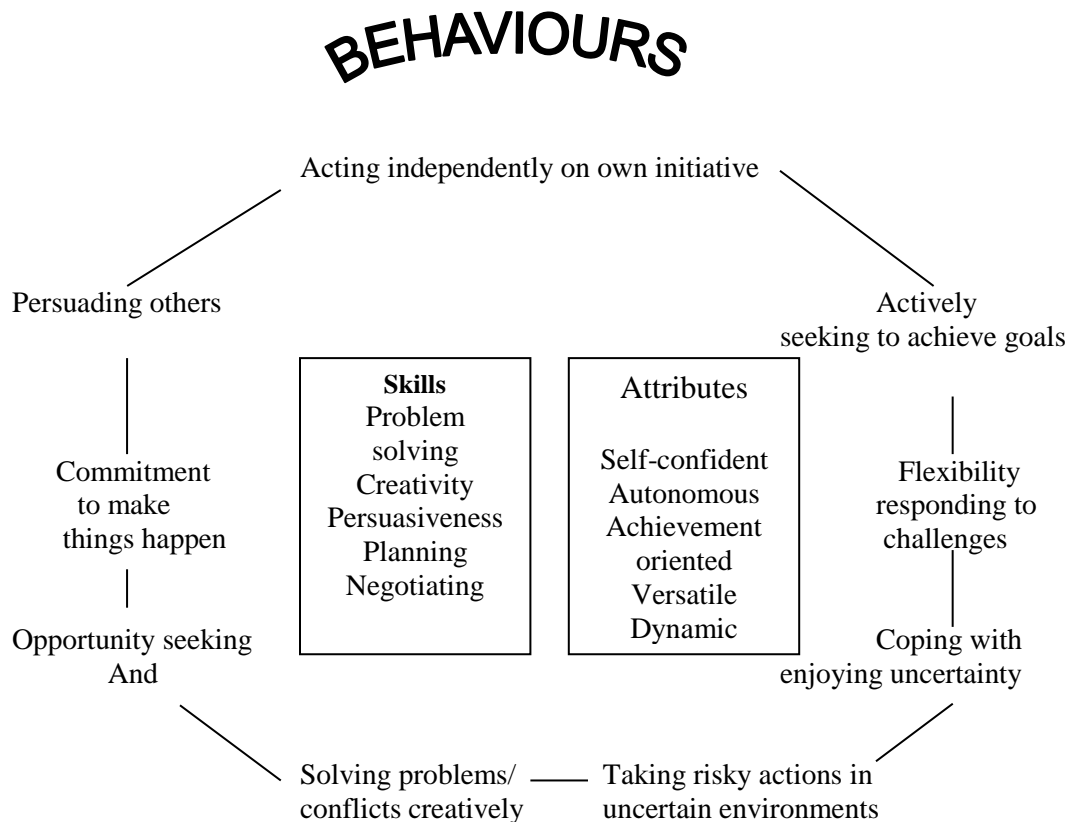 BEHAVIOURS
Acting independently on own initiative
Persuading others
Actively
seeking to achieve goals
Skills
Problem
solving
Creativity
Persuasiveness
Planning
Negotiating
Attributes
Self-confident
Autonomous
Achievement
oriented
Versatile
Dynamic
Commitment
to make
things happen
Flexibility
responding to
challenges
Opportunity seeking
And
Coping with
enjoying uncertainty
Solving problems/
conflicts creatively
Taking risky actions in
uncertain environments